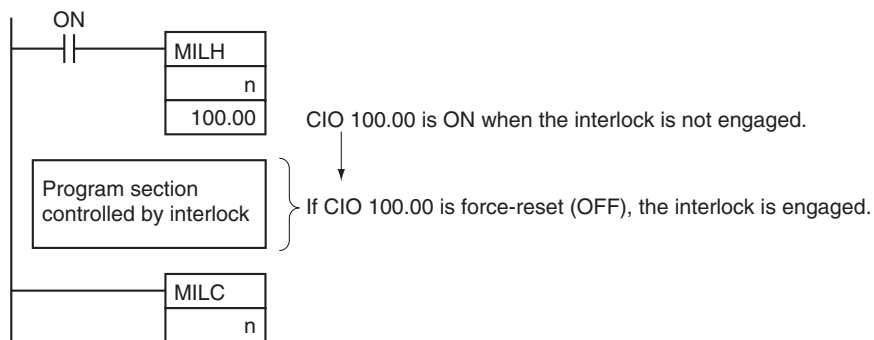 ON
MILH
n
100.00
CIO 100.00 is ON when the interlock is not engaged.
Program section
controlled by interlock
If CIO 100.00 is force-reset (OFF), the interlock is engaged.
MILC
n